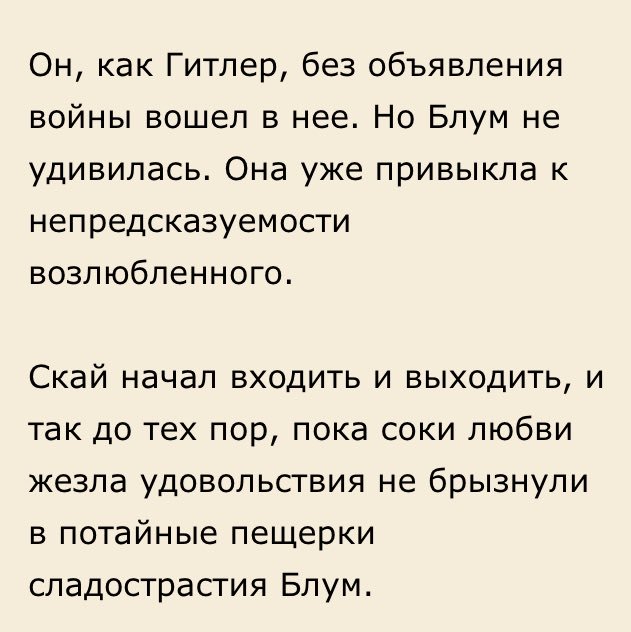 Он, как Гитлер, без объявления
войны вошел в нее. Но Блум не
удивилась. Она уже привыкла к
непредсказуемости
возлюбленного.
Скай начал входить и выходить, и
так до тех пор, пока соки любви
жезла удовольствия не брызнули
в потайные пещерки
сладострастия Блум.